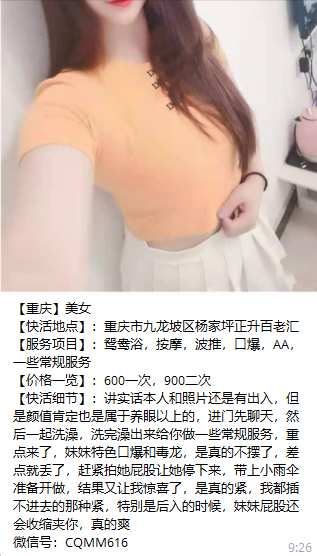 【重庆】美女
【快活地点】：重庆市九龙坡区杨家坪正升百老汇
【服务项目】：鸳鸯浴，按摩，波推，口爆，AA，
一些常规服务
【价格一览】：600一次，900二次
【快活细节】：讲实话本人和照片还是有出入，但
是颜值肯定也是属于养眼以上的，进门先聊天，然
后一起洗澡，洗完澡出来给你做一些常规服务，重
点来了，妹妹特色口爆和毒龙，是真的不摆了，差
点就丢了，赶紧拍她屁股让她停下来，带上小雨伞
准备开做，结果又让我惊喜了，是真的紧，我都插
不进去的那种紧，特别是后入的时候，妹妹屁股还
会收缩夹你，真的爽
微信号：CQMM616
9:26